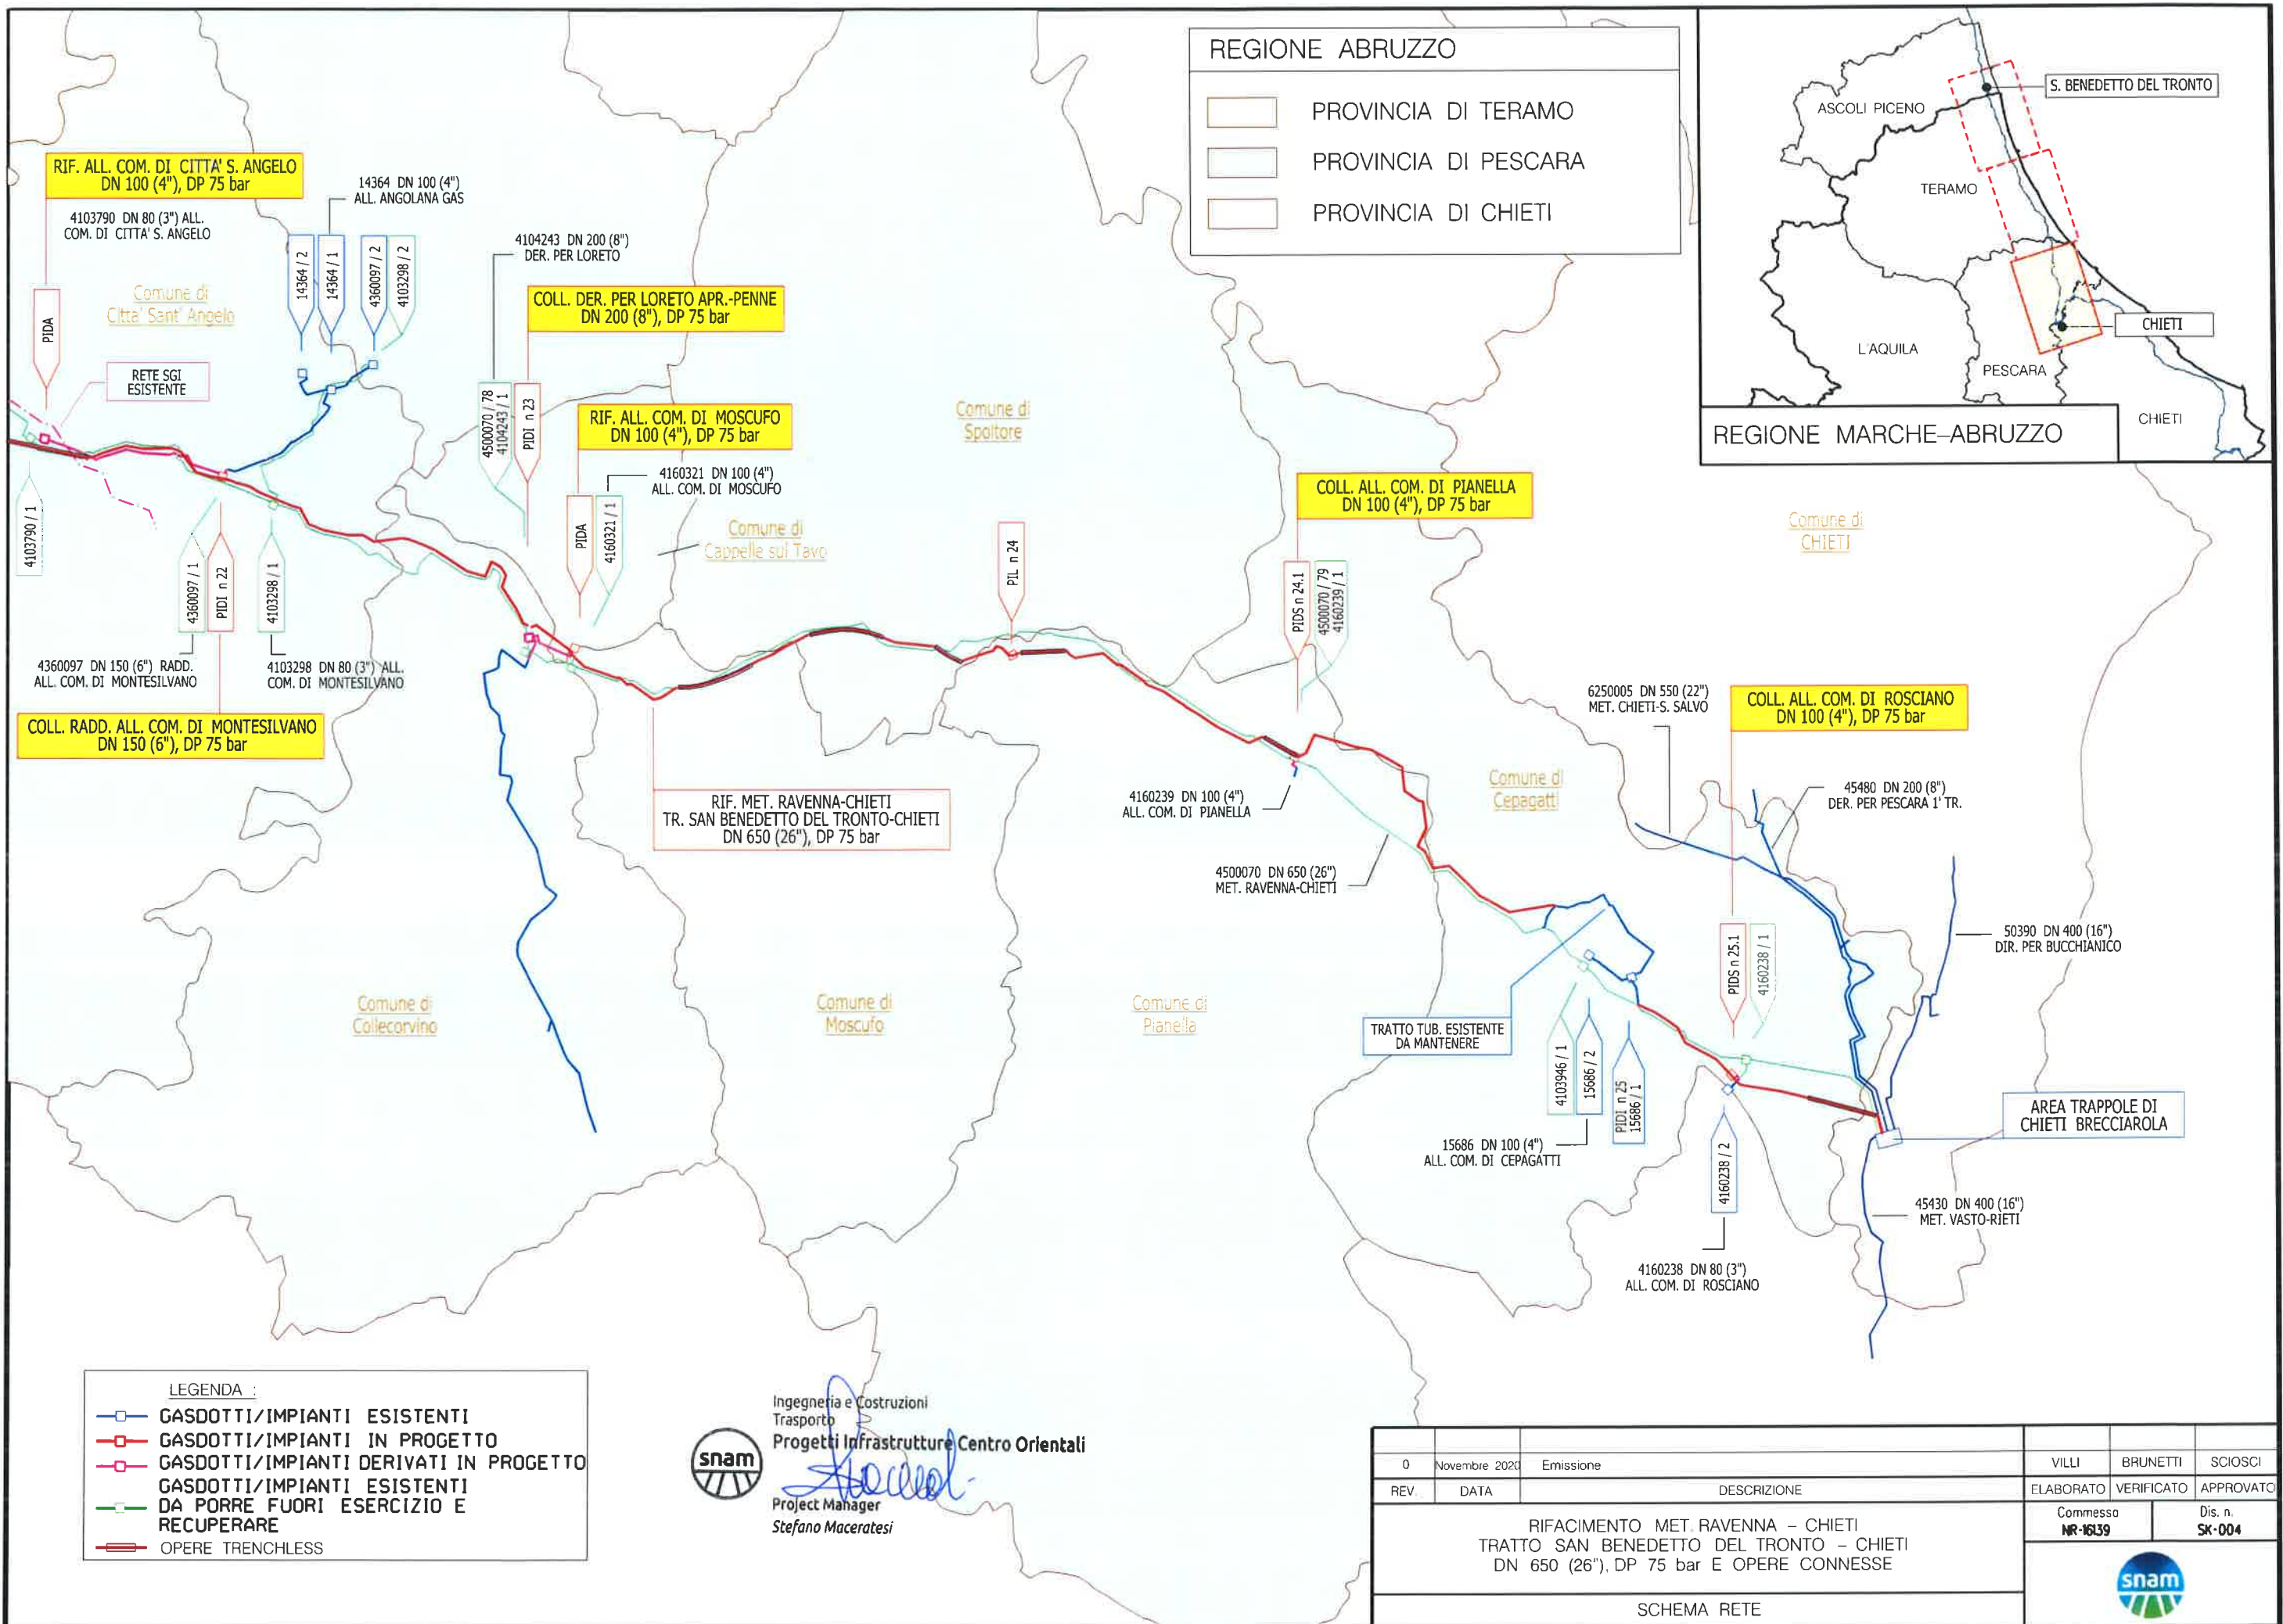 REGIONE ABRUZZO
PROVINCIA DI TERAMO
PROVINCIA DI PESCARA
PROVINCIA DI CHIETI
S. BENEDETTO DEL TRONTO
ASCOLI PICENO
TERAMO
CHIETI
L'AQUILA
PESCARA
CHIETI
REGIONE MARCHE-ABRUZZO
RIF. ALL. COM. DI CITTA' S. ANGELO
DN 100 (4"), DP 75 bar
4103790 DN 80 (3") ALL.
COM. DI CITTA' S. ANGELO
14364 DN 100 (4")
ALL. ANGOLANA GAS
PIDA
Comune di
Citta' Sant' Angelo
14364 / 2
14364 / 1
4360097 / 2
4103298 / 2
RETE SGI
ESISTENTE
4104243 DN 200 (8")
DER. PER LORETO
COLL. DER. PER LORETO APR.-PENNE
DN 200 (8"), DP 75 bar
4500070 / 78
4104243 / 1
PIDI n 23
RIF. ALL. COM. DI MOSCUFO
DN 100 (4"), DP 75 bar
4160321 DN 100 (4")
ALL. COM. DI MOSCUFO
PIDA
4160321 / 1
Comune di
Cappelle sul Tavo
Comune di
Spoltore
PIL n 24
COLL. ALL. COM. DI PIANELLA
DN 100 (4"), DP 75 bar
PIDS n 24.1
4500070 / 79
4160239 / 1
Comune di
CHIETI
4103790 / 1
4360097 / 1
PIDI n 22
4103298 / 1
4360097 DN 150 (6") RADD.
ALL. COM. DI MONTESILVANO
4103298 DN 80 (3") ALL.
COM. DI MONTESILVANO
COLL. RADD. ALL. COM. DI MONTESILVANO
DN 150 (6"), DP 75 bar
RIF. MET. RAVENNA-CHIETI
TR. SAN BENEDETTO DEL TRONTO-CHIETI
DN 650 (26"), DP 75 bar
4160239 DN 100 (4")
ALL. COM. DI PIANELLA
4500070 DN 650 (26")
MET. RAVENNA-CHIETI
Comune di
Cepagatti
6250005 DN 550 (22")
MET. CHIETI-S. SALVO
COLL. ALL. COM. DI ROSCIANO
DN 100 (4"), DP 75 bar
45480 DN 200 (8")
DER. PER PESCARA 1' TR.
50390 DN 400 (16")
DIR. PER BUCCHIANICO
PIDS n 25.1
4160238 / 1
Comune di
Collecorvino
Comune di
Moscufo
Comune di
Pianella
TRATTO TUB. ESISTENTE
DA MANTENERE
4103946 / 1
15686 / 2
PIDI n 25
15686 / 1
15686 DN 100 (4")
ALL. COM. DI CEPAGATTI
4160238 / 2
4160238 DN 80 (3")
ALL. COM. DI ROSCIANO
AREA TRAPPOLE DI
CHIETI BRECCIAROLA
45430 DN 400 (16")
MET. VASTO-RIETI
LEGENDA :
GASDOTTI/IMPIANTI ESISTENTI
GASDOTTI/IMPIANTI IN PROGETTO
GASDOTTI/IMPIANTI DERIVATI IN PROGETTO
GASDOTTI/IMPIANTI ESISTENTI
DA PORRE FUORI ESERCIZIO E
RECUPERARE
OPERE TRENCHLESS
snam
Ingegneria e Costruzioni
Trasporto
Progetti Infrastrutture Centro Orientali
Project Manager
Stefano Maceratesi
0 Novembre 2020 Emissione VILLI BRUNETTI SCIOSCI
REV. DATA DESCRIZIONE ELABORATO VERIFICATO APPROVATO
RIFACIMENTO MET. RAVENNA - CHIETI
TRATTO SAN BENEDETTO DEL TRONTO - CHIETI
DN 650 (26"), DP 75 bar E OPERE CONNESSE
SCHEMA RETE
Commessa
NR-16139
Dis. n.
SK-004
snam